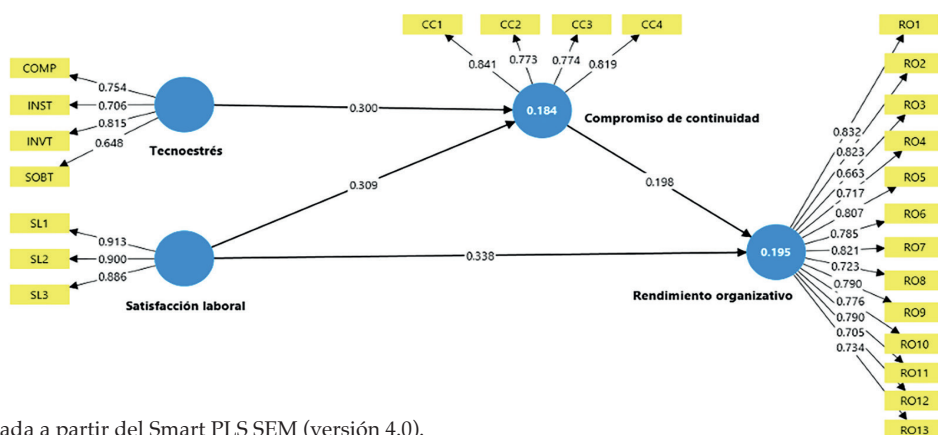 CC1 CC2 CC3 CC4
0.841 0.773 0.774 0.819
COMP
INST
INVT
SOBT
0.754
0.706
0.815
0.648
Tecnoestrés
0.300
0.184
Compromiso de continuidad
0.309
0.198
SL1
SL2
SL3
0.913
0.900
0.886
Satisfacción laboral
0.338
0.195
Rendimiento organizativo
0.832
0.823
0.663
0.717
0.807
0.785
0.821
0.723
0.790
0.776
0.790
0.705
0.734
RO1
RO2
RO3
RO4
RO5
RO6
RO7
RO8
RO9
RO10
RO11
RO12
RO13
ada a partir del Smart PLS SEM (versión 4.0).